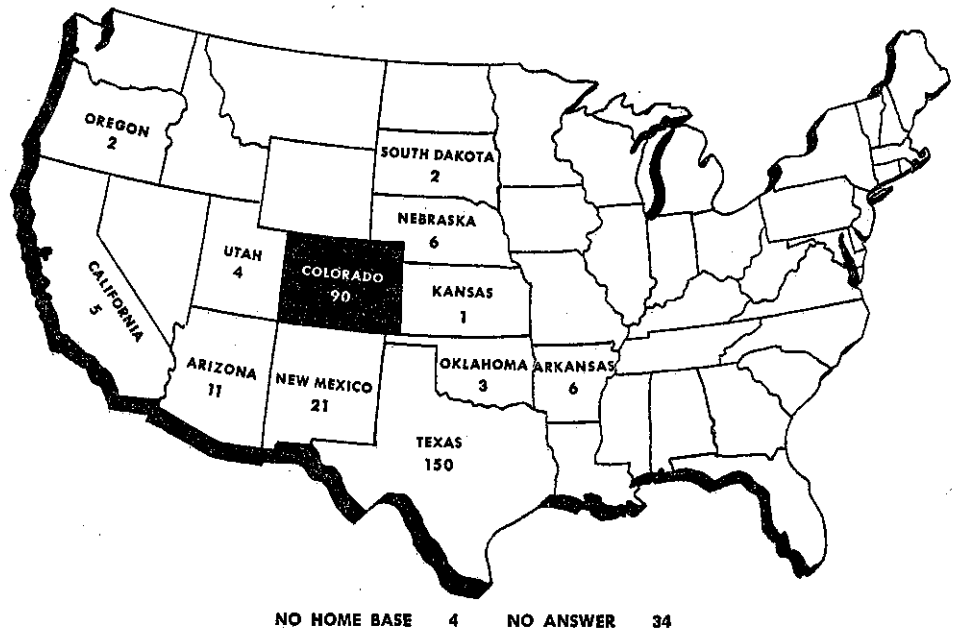 OREGON
2
SOUTH DAKOTA
2
NEBRASKA
6
UTAH
4
COLORADO
90
KANSAS
1
CALIFORNIA
5
ARIZONA
11
NEW MEXICO
21
OKLAHOMA
3
ARKANSAS
6
TEXAS
150
NO HOME BASE 4 NO ANSWER 34